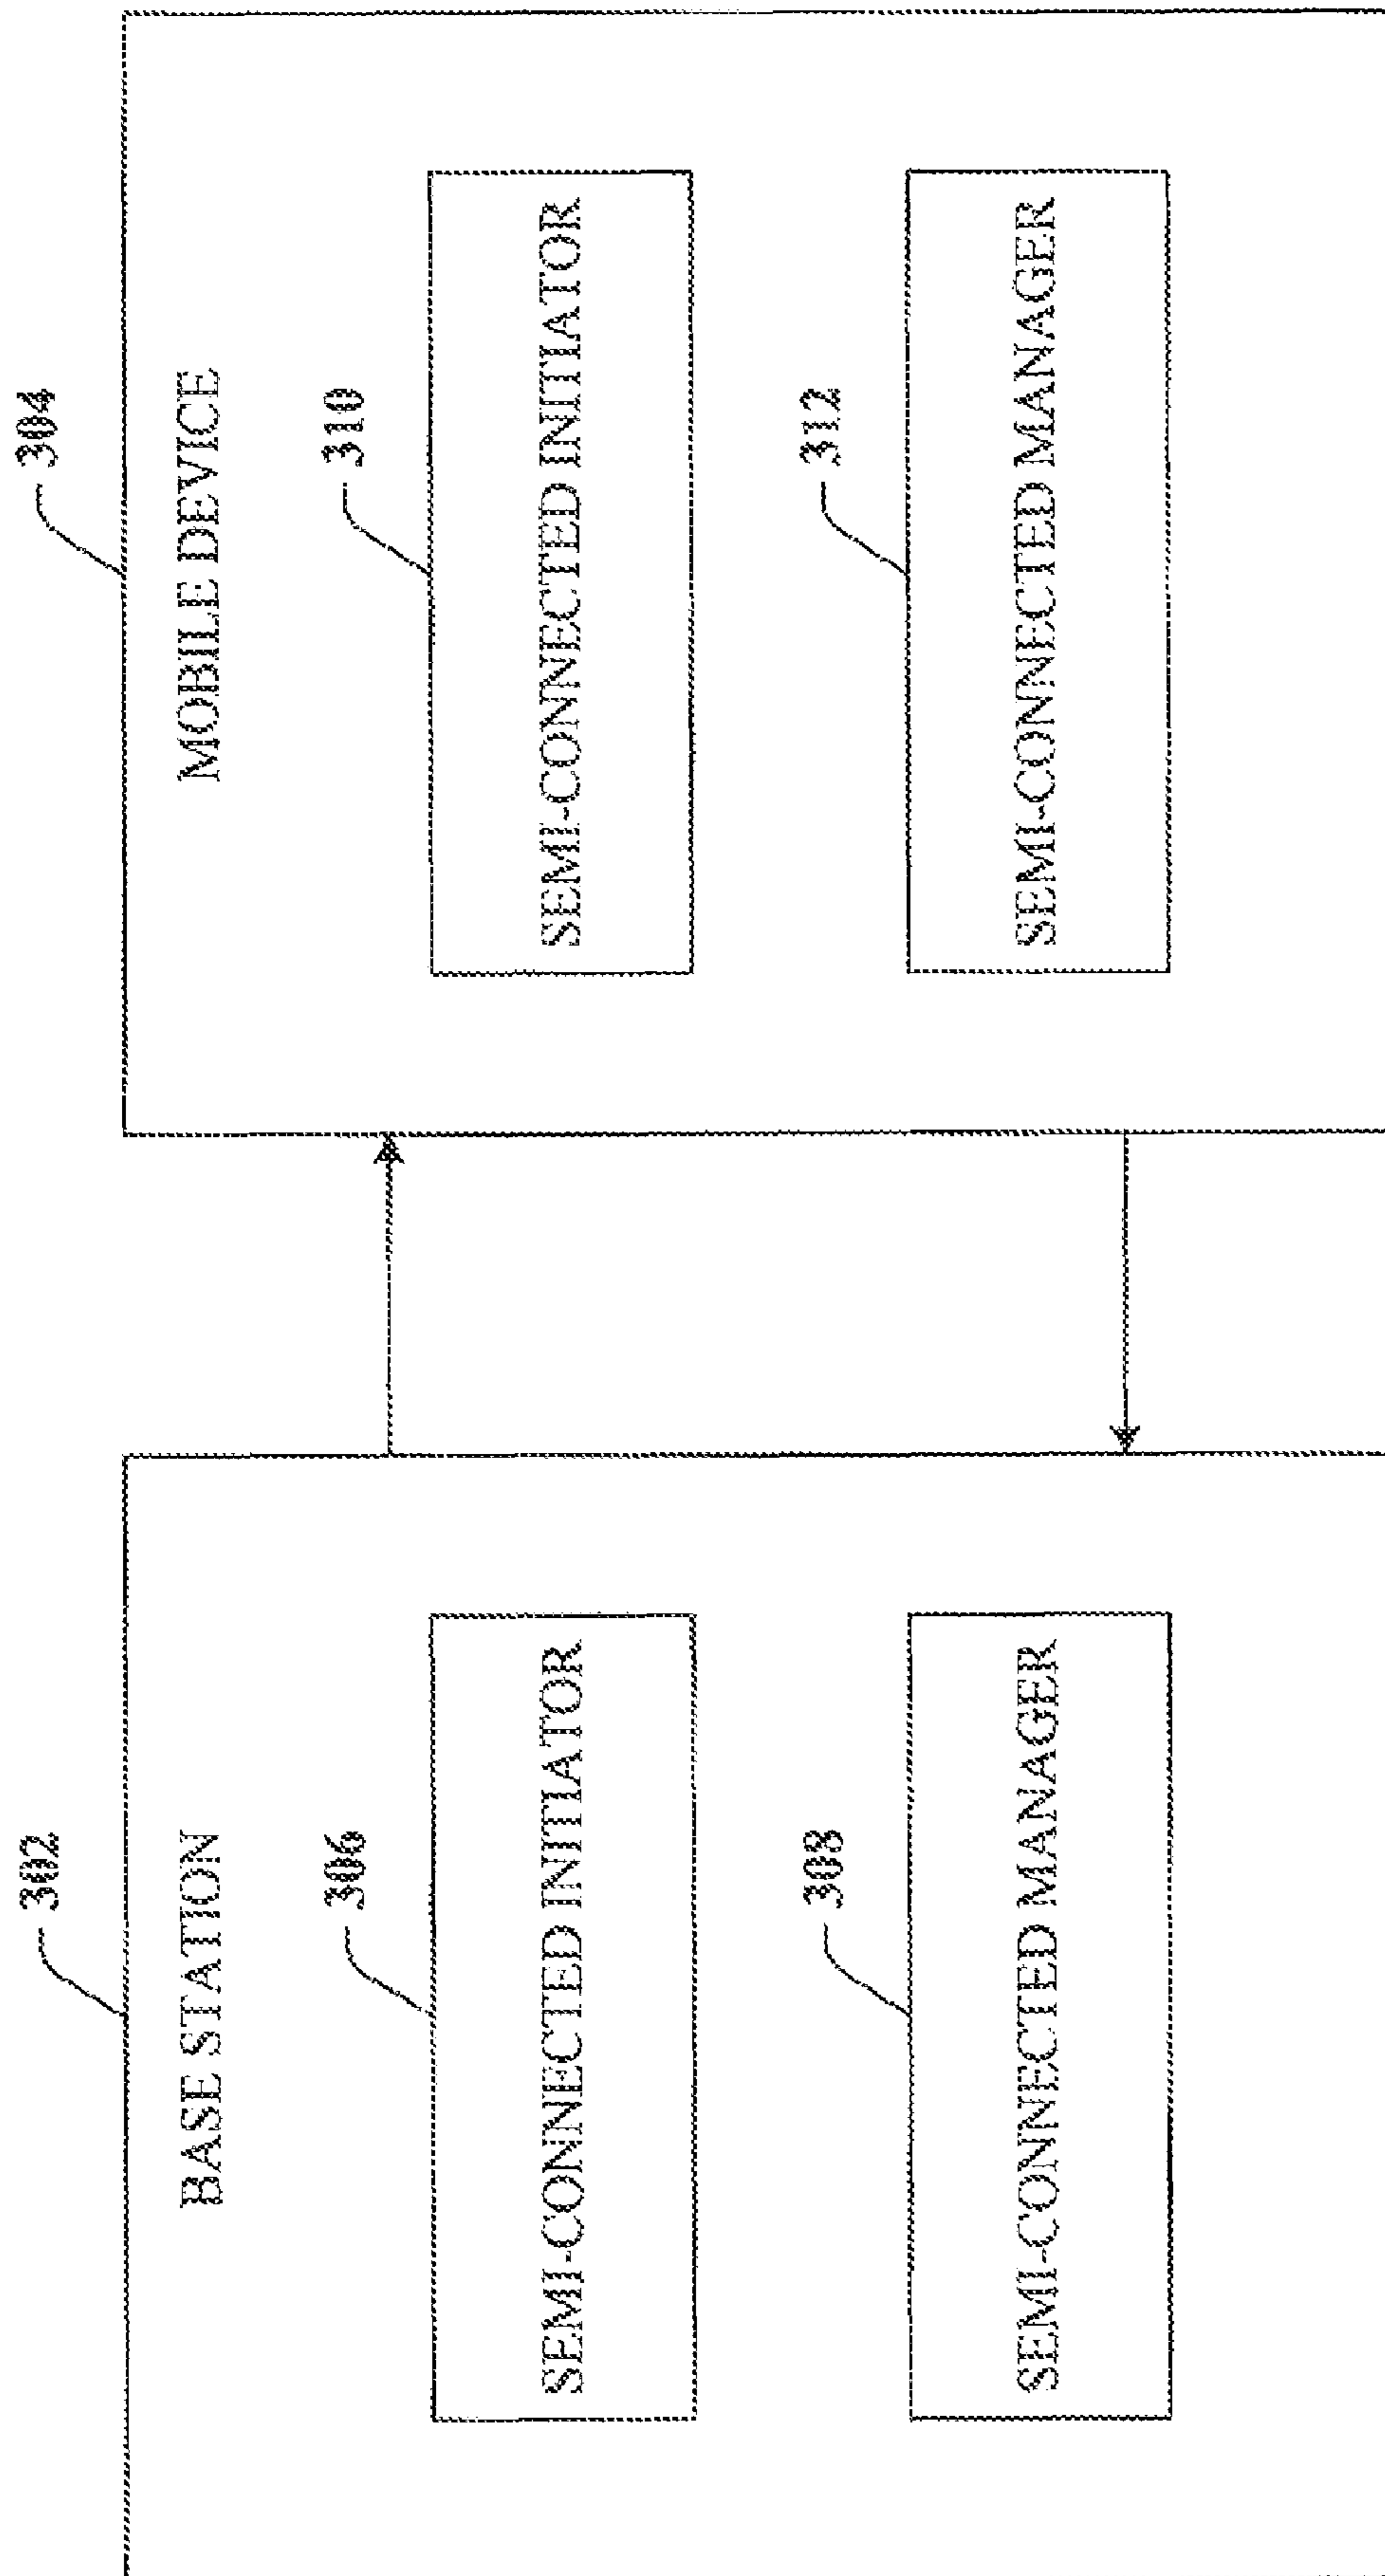 302
BASE STATION
306
SEMI-CONNECTED INITIATOR
308
SEMI-CONNECTED MANAGER
304
MOBILE DEVICE
310
SEMI-CONNECTED INITIATOR
312
SEMI-CONNECTED MANAGER